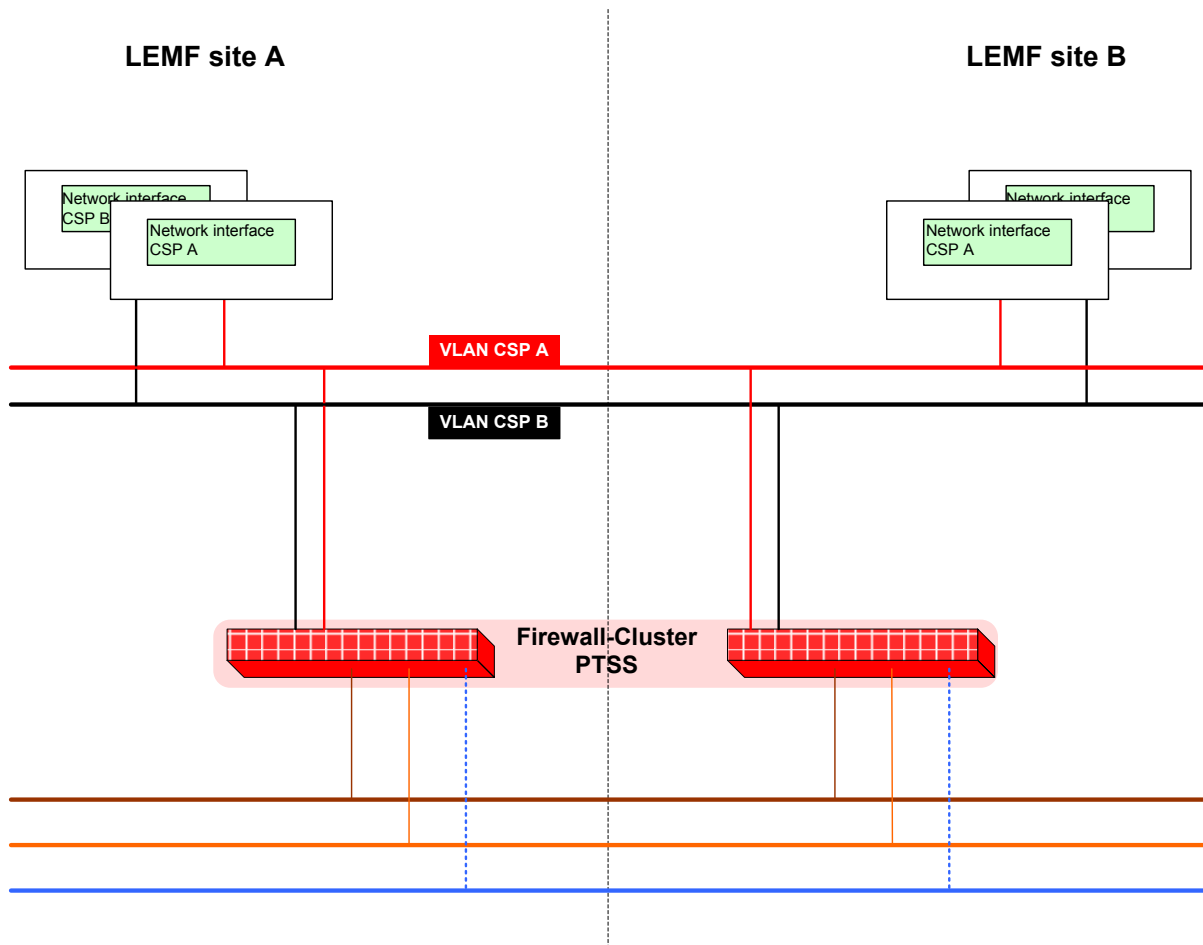 LEMF site A
LEMF site B
Network interface
CSP B
Network interface
CSP A
Network interface
Network interface
CSP A
VLAN CSP A
VLAN CSP B
Firewall-Cluster
PTSS